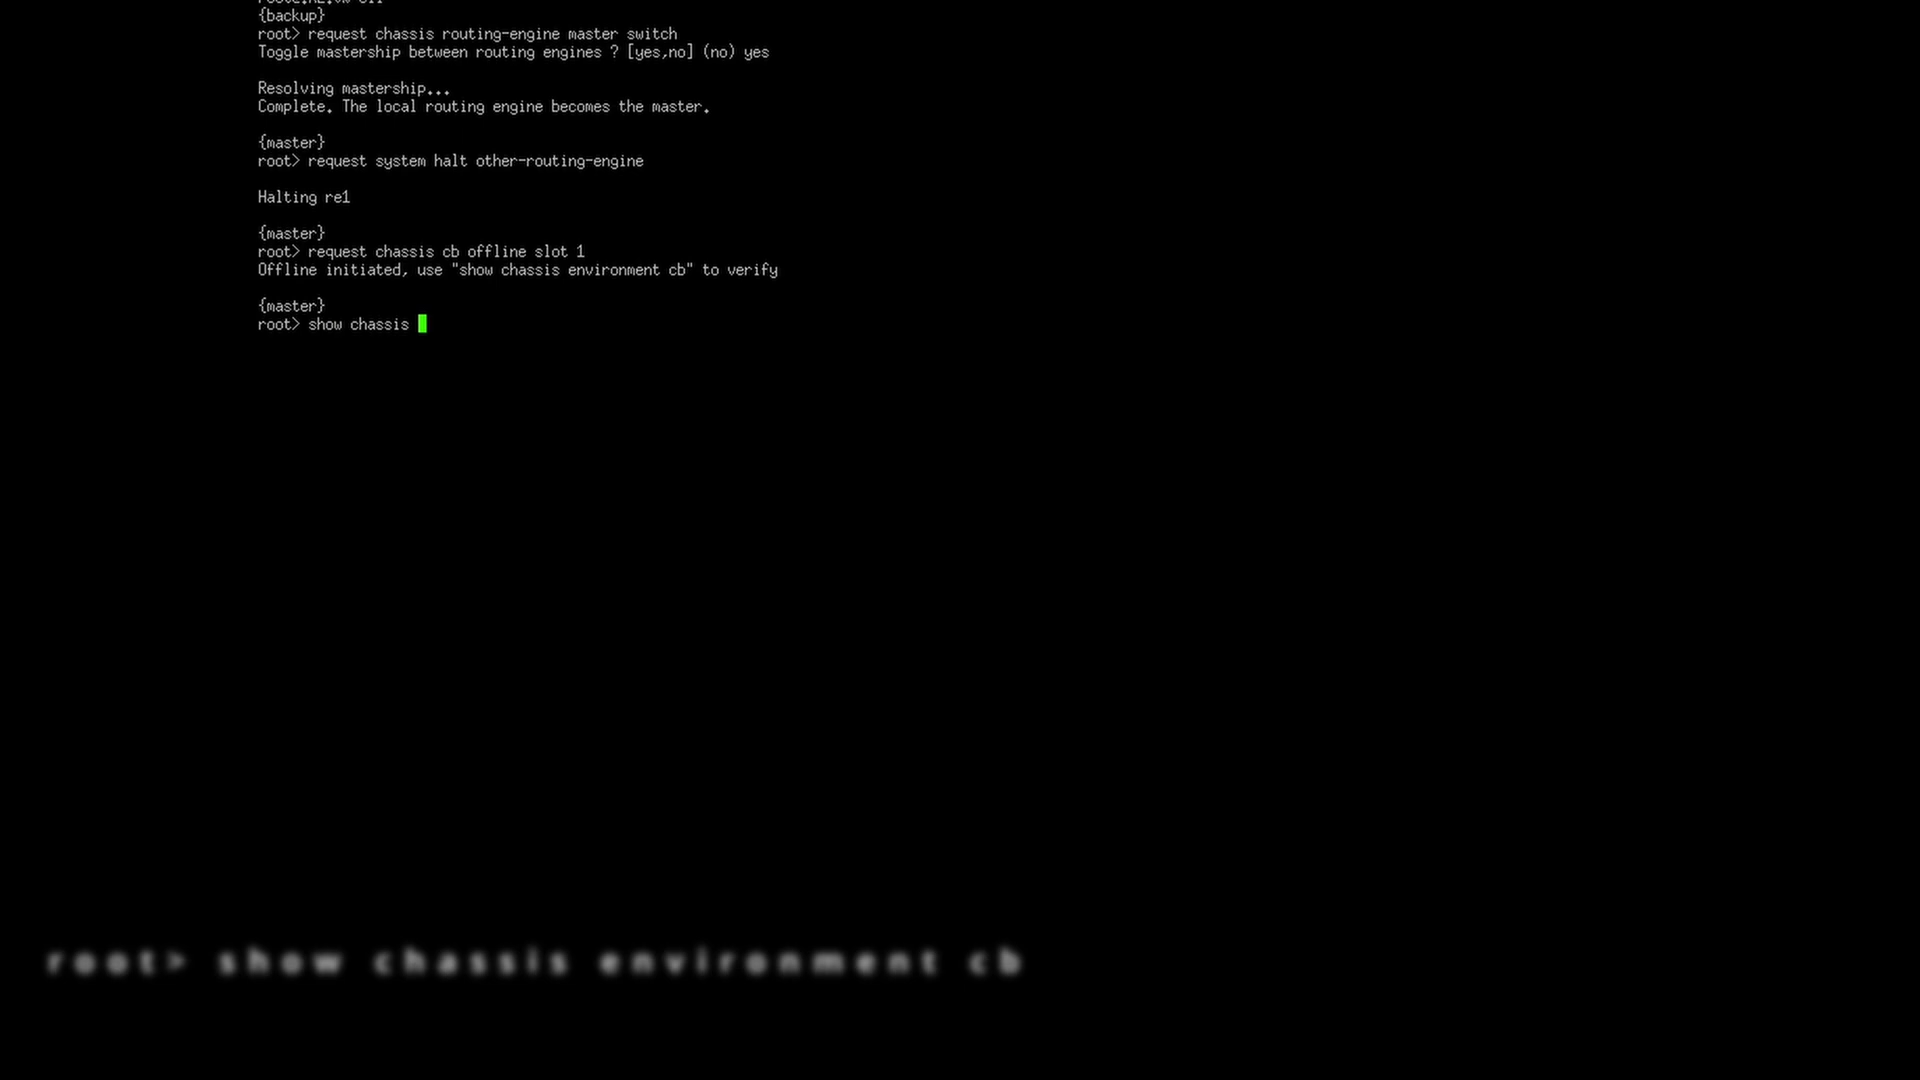 {backup}
root> request chassis routing-engine master switch
Toggle mastership between routing engines ? [yes,no] (no) yes
Resolving mastership...
Complete. The local routing engine becomes the master.
{master}
root> request system halt other-routing-engine
Halting re1
{master}
root> request chassis cb offline slot 1
Offline initiated, use "show chassis environment cb" to verify
{master}
root> show chassis
root> show chassis environment cb